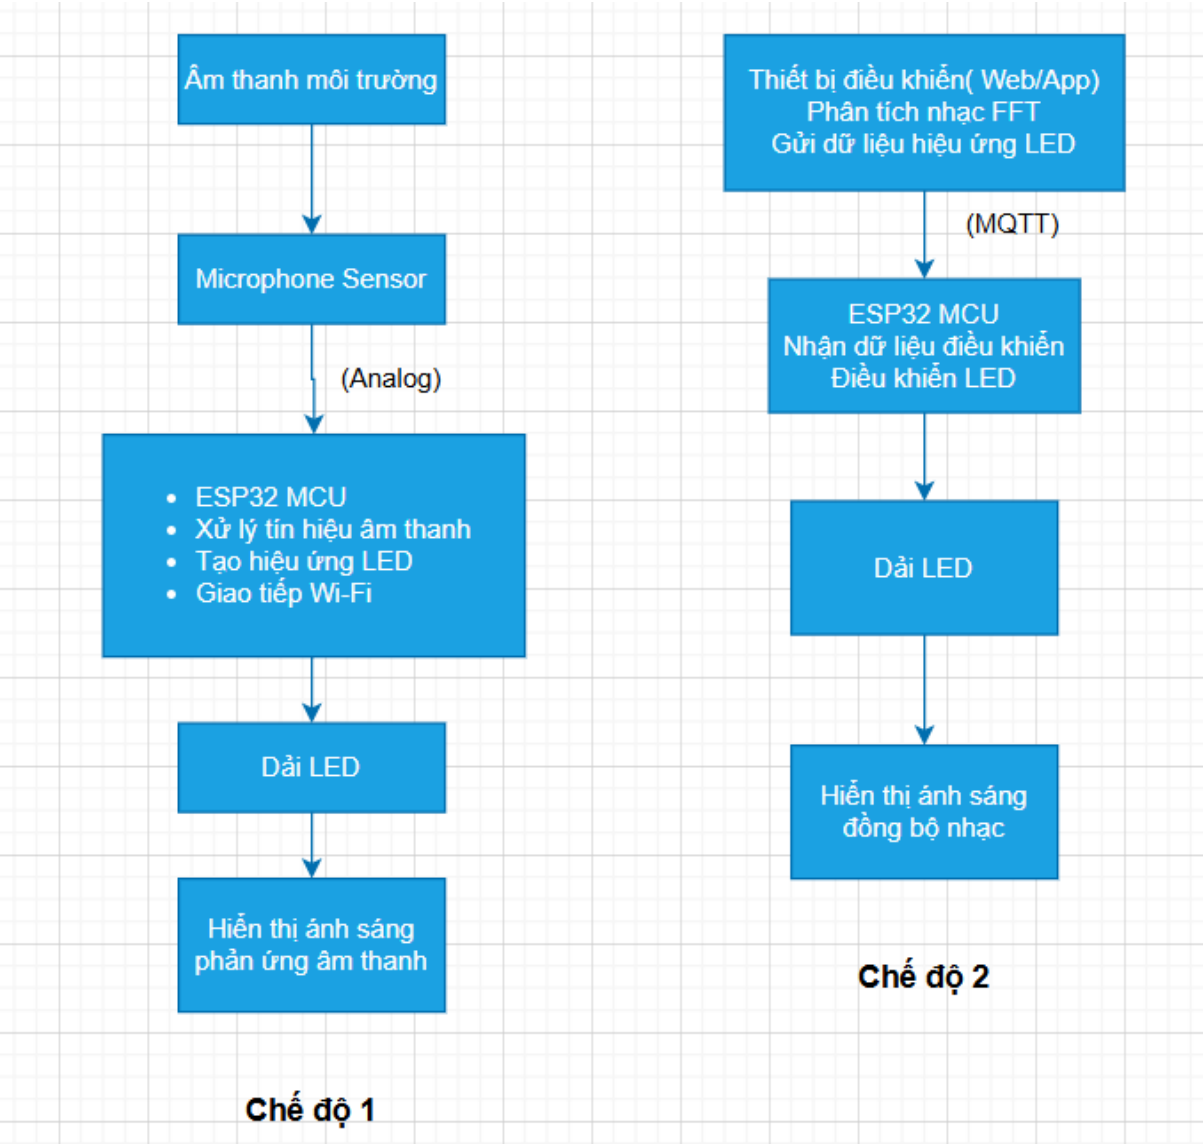 Âm thanh môi trường
Microphone Sensor
(Analog)
• ESP32 MCU
• Xử lý tín hiệu âm thanh
• Tạo hiệu ứng LED
• Giao tiếp Wi-Fi
Dải LED
Hiển thị ánh sáng
phản ứng âm thanh
Chế độ 1
Thiết bị điều khiển( Web/App)
Phân tích nhạc FFT
Gửi dữ liệu hiệu ứng LED
(MQTT)
ESP32 MCU
Nhận dữ liệu điều khiển
Điều khiển LED
Dải LED
Hiển thị ánh sáng
đồng bộ nhạc
Chế độ 2